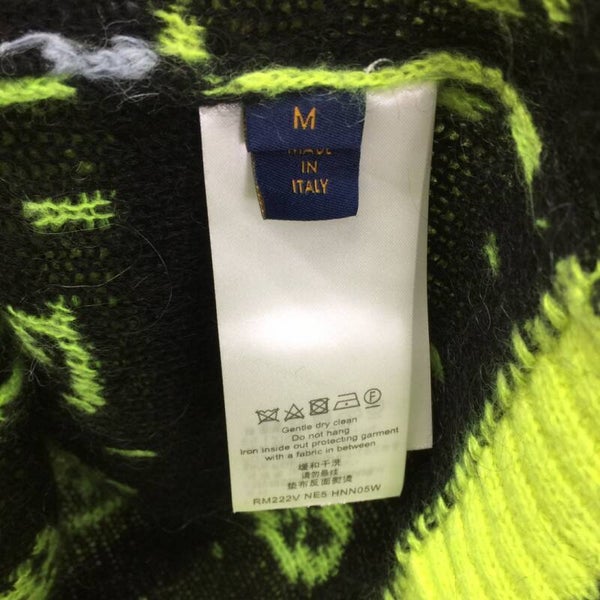 M
MADE
IN
ITALY
Gentle dry clean
Do not hang
Iron inside out protecting garment
with a fabric in between
缓和干洗
请勿悬挂
垫布反面熨烫
RM222V NE5 HNN05W